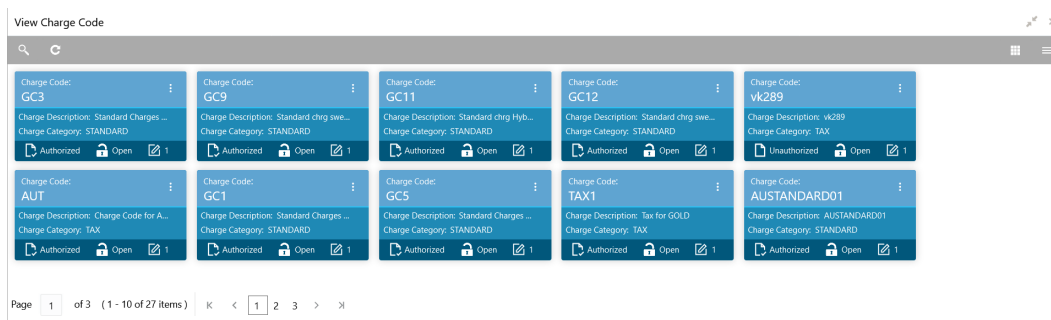 View Charge Code
Charge Code:
GC3
Charge Description: Standard Charges ...
Charge Category: STANDARD
Authorized Open 1
Charge Code:
GC9
Charge Description: Standard chrg swe...
Charge Category: STANDARD
Authorized Open 1
Charge Code:
GC11
Charge Description: Standard chrg Hyb...
Charge Category: STANDARD
Authorized Open 1
Charge Code:
GC12
Charge Description: Standard chrg swe...
Charge Category: STANDARD
Authorized Open 1
Charge Code:
vk289
Charge Description: vk289
Charge Category: TAX
Unauthorized Open 1
Charge Code:
AUT
Charge Description: Charge Code for A...
Charge Category: TAX
Authorized Open 1
Charge Code:
GC1
Charge Description: Standard Charges ...
Charge Category: STANDARD
Authorized Open 1
Charge Code:
GC5
Charge Description: Standard Charges ...
Charge Category: STANDARD
Authorized Open 1
Charge Code:
TAX1
Charge Description: Tax for GOLD
Charge Category: TAX
Authorized Open 1
Charge Code:
AUSTANDARD01
Charge Description: AUSTANDARD01
Charge Category: STANDARD
Authorized Open 1
Page 1 of 3 ( 1 - 10 of 27 items ) 1 2 3